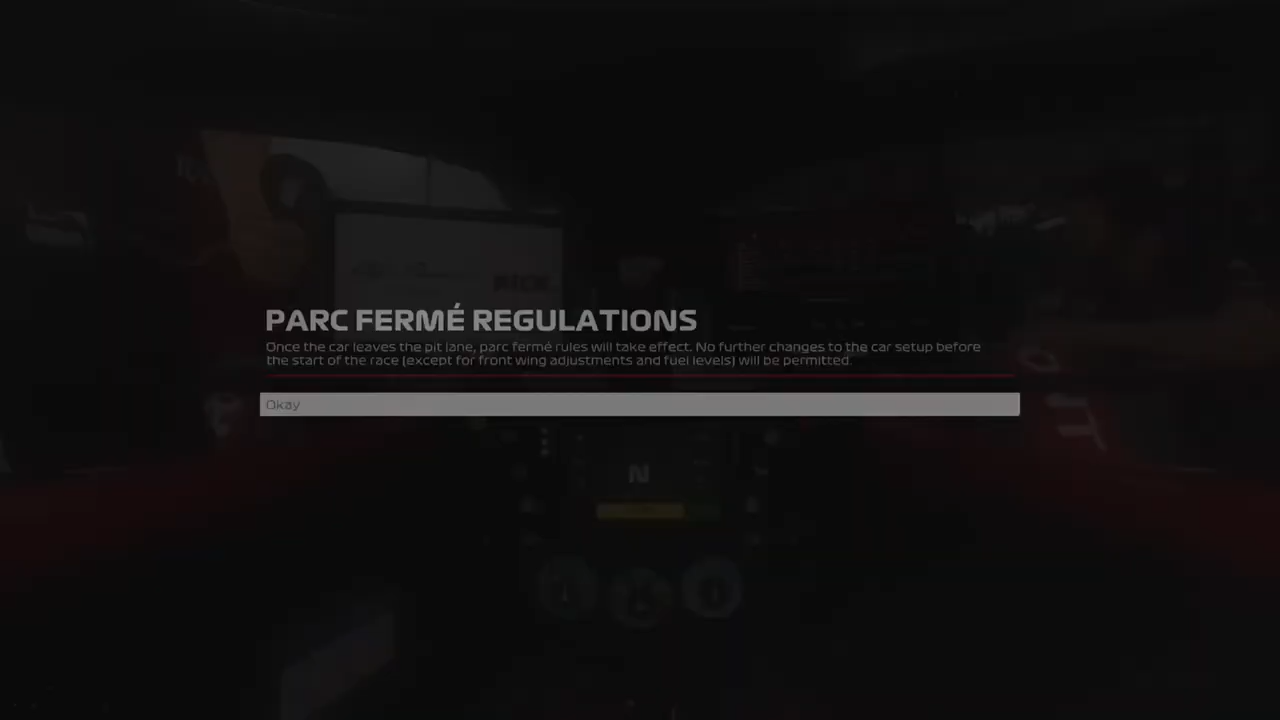 PARC FERMÉ REGULATIONS
Once the car leaves the pit lane, parc fermé rules will take effect. No further changes to the car setup before
the start of the race (except for front wing adjustments and fuel levels) will be permitted.
Okay
N